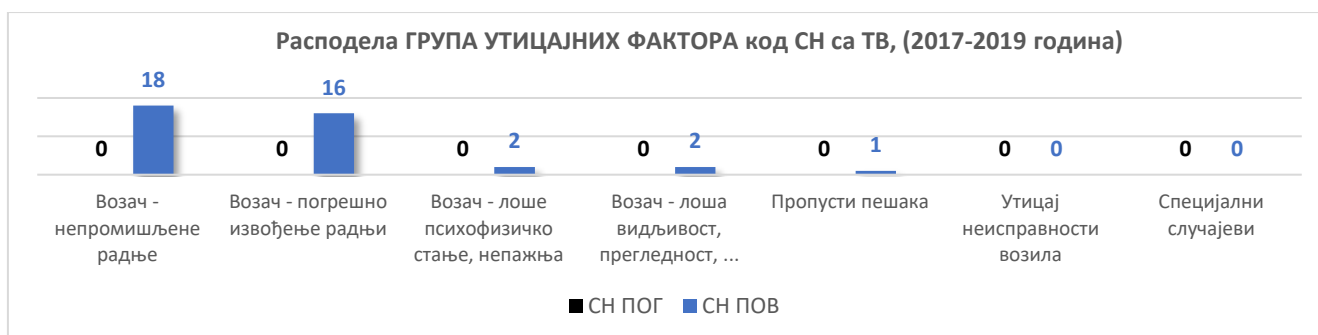 Расподела ГРУПА УТИЦАЈНИХ ФАКТОРА код СН са ТВ, (2017-2019 година)
0 18 0 16 0 2 0 2 0 1 0 0 0 0
Возач - непромишљене радње
Возач - погрешно извођење радњи
Возач - лоше психофизичко стање, непажња
Возач - лоша видљивост, прегледност, ...
Пропусти пешака
Утицај неисправности возила
Специјални случајеви
СН ПОГ СН ПОВ